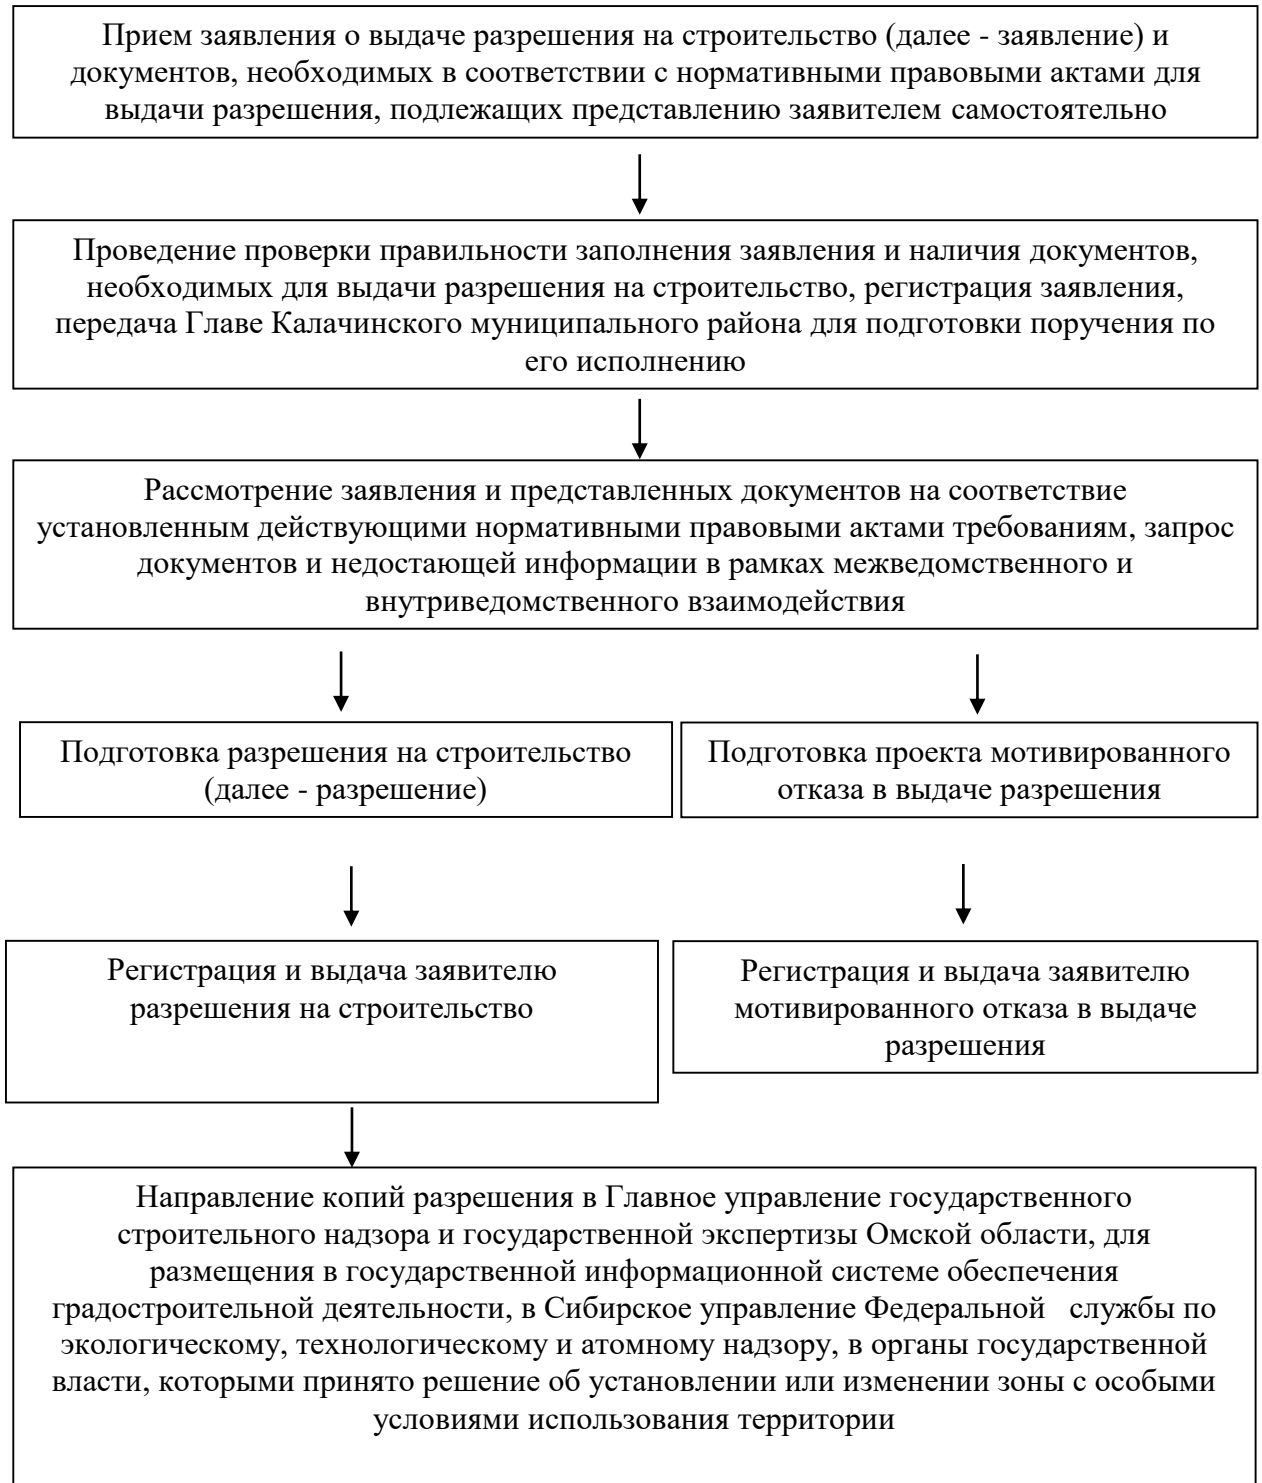 Прием заявления о выдаче разрешения на строительство (далее - заявление) и
документов, необходимых в соответствии с нормативными правовыми актами для
выдачи разрешения, подлежащих представлению заявителем самостоятельно
Проведение проверки правильности заполнения заявления и наличия документов,
необходимых для выдачи разрешения на строительство, регистрация заявления,
передача Главе Калачинского муниципального района для подготовки поручения по
его исполнению
Рассмотрение заявления и представленных документов на соответствие
установленным действующими нормативными правовыми актами требованиям, запрос
документов и недостающей информации в рамках межведомственного и
внутриведомственного взаимодействия
Подготовка разрешения на строительство
(далее - разрешение)
Подготовка проекта мотивированного
отказа в выдаче разрешения
Регистрация и выдача заявителю
разрешения на строительство
Регистрация и выдача заявителю
мотивированного отказа в выдаче
разрешения
Направление копий разрешения в Главное управление государственного
строительного надзора и государственной экспертизы Омской области, для
размещения в государственной информационной системе обеспечения
градостроительной деятельности, в Сибирское управление Федеральной службы по
экологическому, технологическому и атомному надзору, в органы государственной
власти, которыми принято решение об установлении или изменении зоны с особыми
условиями использования территории